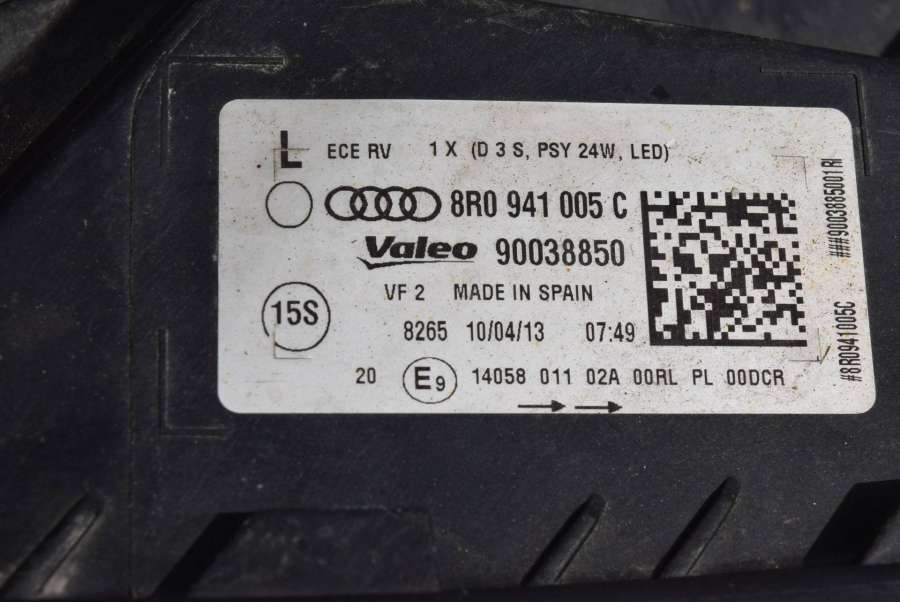 L ECE RV 1 X (D 3 S, PSY 24W, LED)
8R0 941 005 C
Valeo 90038850
VF 2 MADE IN SPAIN
15S
8265 10/04/13 07:49
20 E9 14058 011 02A 00RL PL 00DCR
###9003885001RI
#8R0941005C